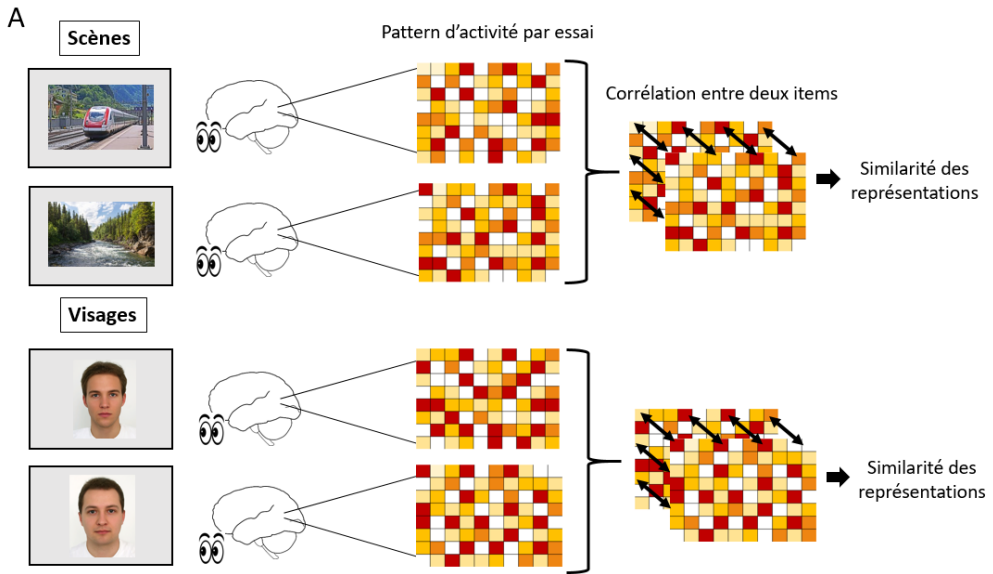 A
Scènes
Pattern d'activité par essai
Corrélation entre deux items
Similarité des
représentations
Visages
Similarité des
représentations